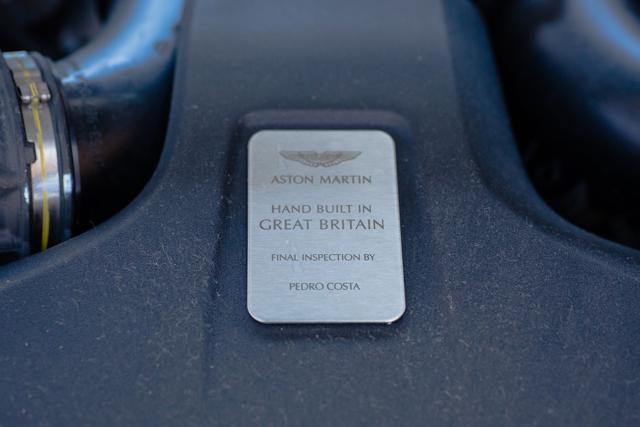 ASTON MARTIN
HAND BUILT IN
GREAT BRITAIN
FINAL INSPECTION BY
PEDRO COSTA